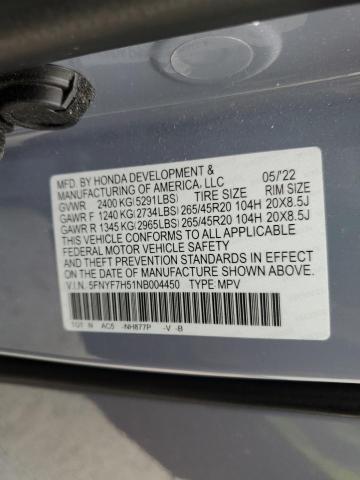 MFD. BY HONDA DEVELOPMENT &
MANUFACTURING OF AMERICA, LLC 05/'22
GVWR 2400 KG(5291LBS) TIRE SIZE RIM SIZE
GAWR F 1240 KG(2734LBS) 265/45R20 104H 20X8.5J
GAWR R 1345 KG(2965LBS) 265/45R20 104H 20X8.5J
THIS VEHICLE CONFORMS TO ALL APPLICABLE
FEDERAL MOTOR VEHICLE SAFETY
AND THEFT PREVENTION STANDARDS IN EFFECT
ON THE DATE OF MANUFACTURE SHOWN ABOVE.
V.I.N. 5FNYF7H51NB004450 TYPE: MPV
TGT N AC5 -NH877P -V -B